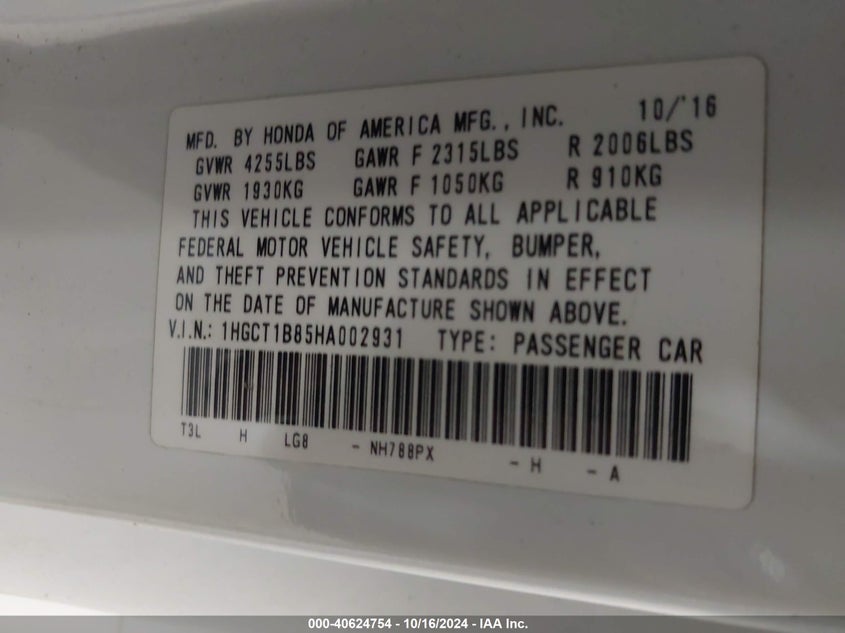 MFD. BY HONDA OF AMERICA MFG., INC. 10/'16
GVWR 4255LBS GAWR F 2315LBS R 2006LBS
GVWR 1930KG GAWR F 1050KG R 910KG
THIS VEHICLE CONFORMS TO ALL APPLICABLE
FEDERAL MOTOR VEHICLE SAFETY, BUMPER,
AND THEFT PREVENTION STANDARDS IN EFFECT
ON THE DATE OF MANUFACTURE SHOWN ABOVE.
V.I.N.: 1HGCT1B85HA002931 TYPE: PASSENGER CAR
T3L H LG8 - NH788PX - H - A
000-40624754 - 10/16/2024 - IAA Inc.